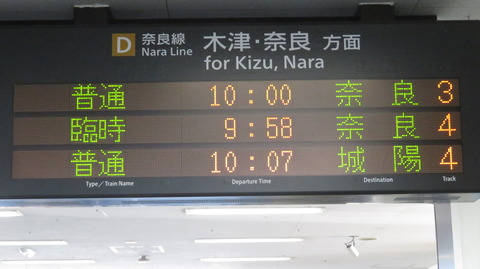 D 奈良線 木津・奈良 方面
Nara Line for Kizu, Nara
普通 10:00 奈良 3
臨時 9:58 奈良 4
普通 10:07 城陽 4
Type／Train Name Departure Time Destination Track